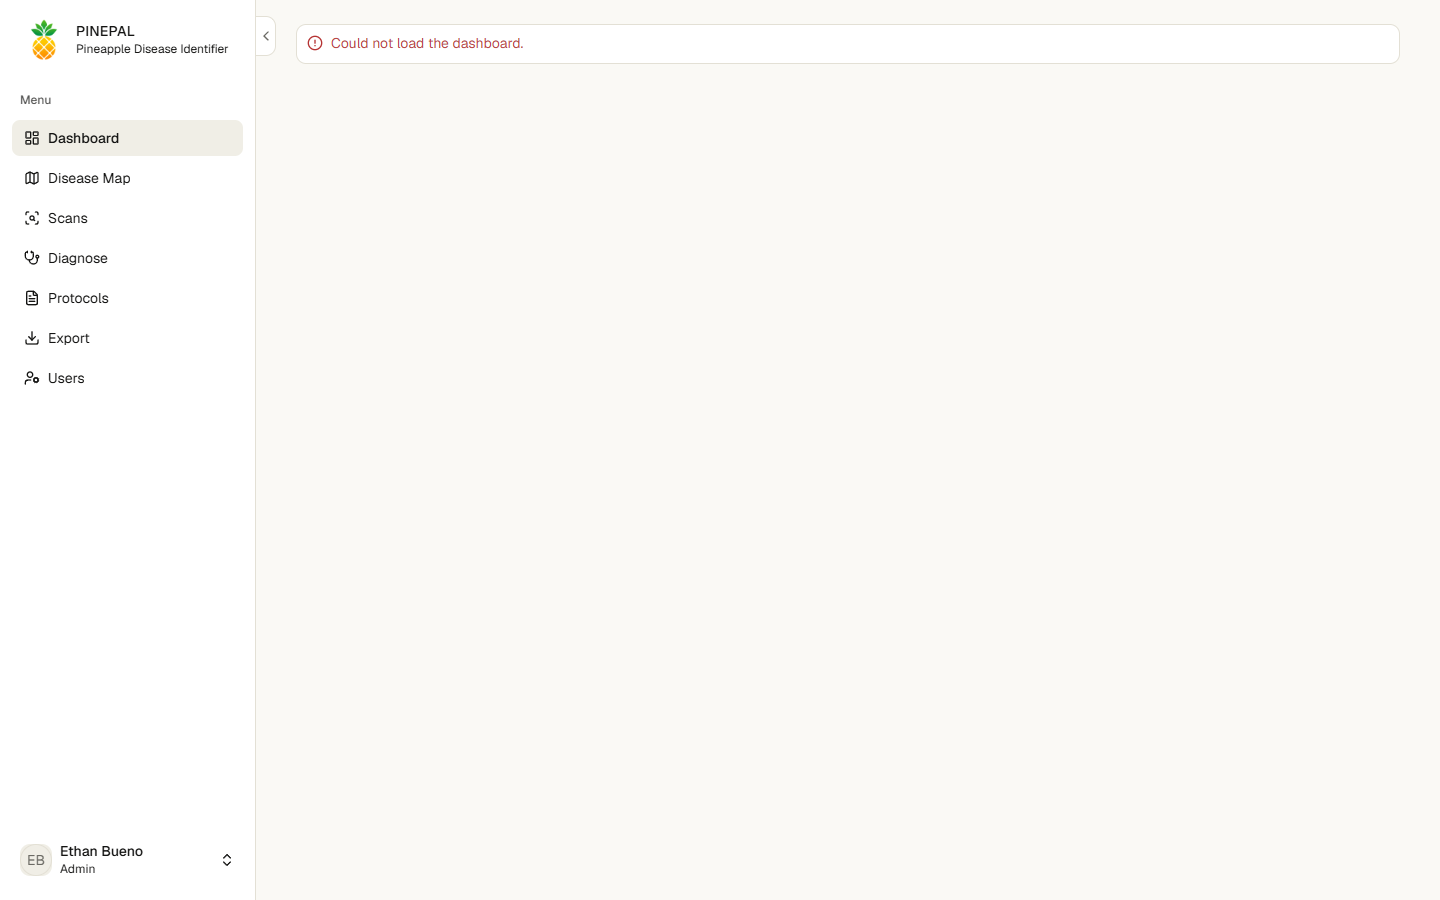 PINEPAL
Pineapple Disease Identifier
Menu
Dashboard
Disease Map
Scans
Diagnose
Protocols
Export
Users
EB
Ethan Bueno
Admin
Could not load the dashboard.